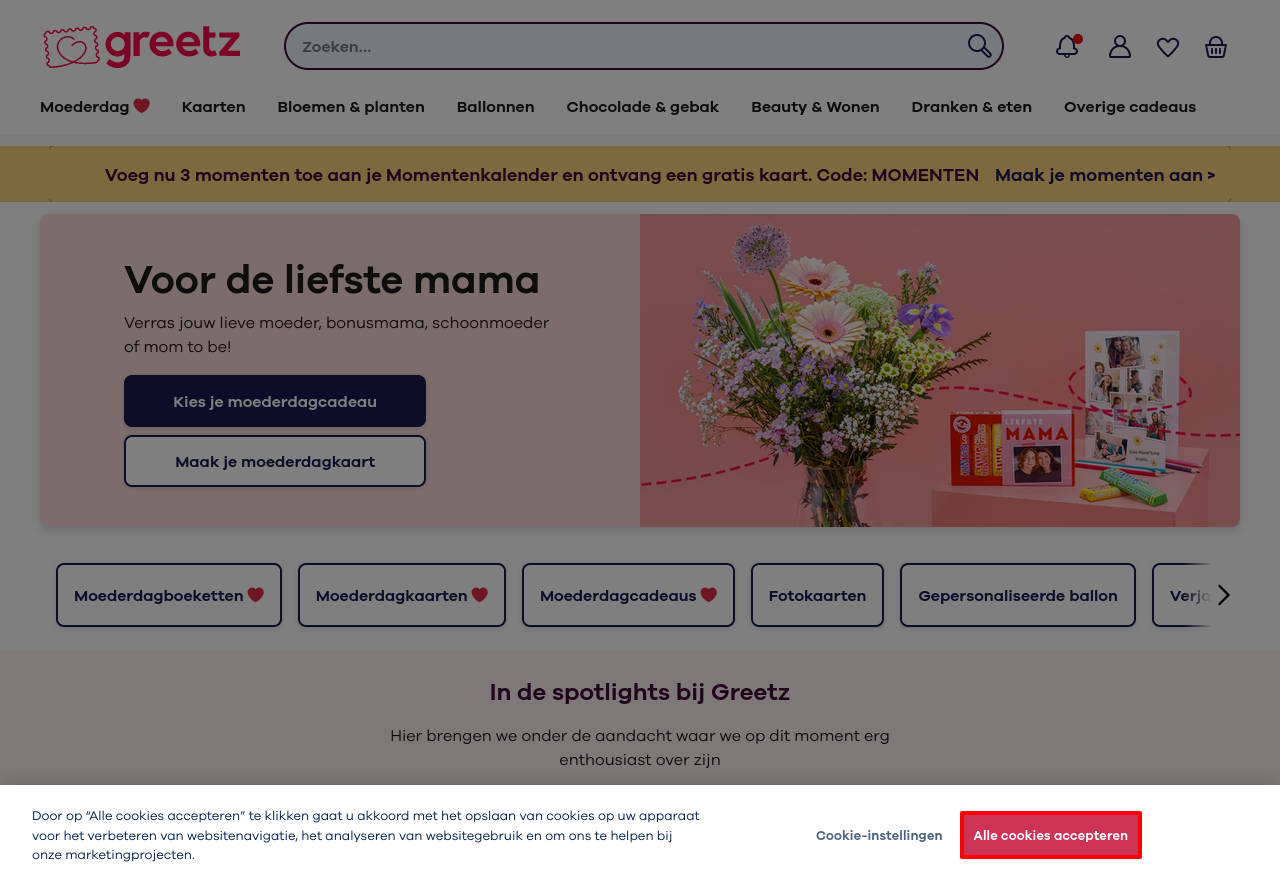 greetz
Zoeken...
Moederdag Kaarten Bloemen & planten Ballonnen Chocolade & gebak Beauty & Wonen Dranken & eten Overige cadeaus
Voeg nu 3 momenten toe aan je Momentenkalender en ontvang een gratis kaart. Code: MOMENTEN Maak je momenten aan >
Voor de liefste mama
Verras jouw lieve moeder, bonusmama, schoonmoeder
of mom to be!
Kies je moederdagcadeau
Maak je moederdagkaart
LIEFSTE
MAMA
Moederdagboeketten Moederdagkaarten Moederdagcadeaus Fotokaarten Gepersonaliseerde ballon Verja
In de spotlights bij Greetz
Hier brengen we onder de aandacht waar we op dit moment erg
enthousiast over zijn
Door op “Alle cookies accepteren” te klikken gaat u akkoord met het opslaan van cookies op uw apparaat
voor het verbeteren van websitenavigatie, het analyseren van websitegebruik en om ons te helpen bij
onze marketingprojecten.
Cookie-instellingen Alle cookies accepteren